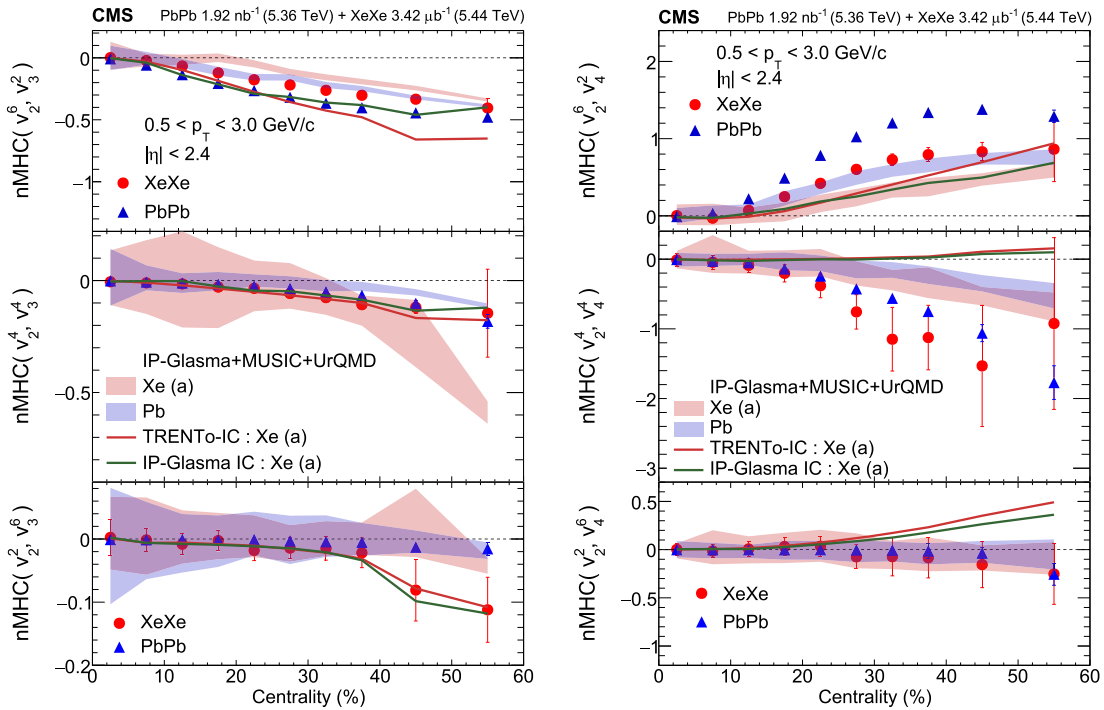 CMS PbPb 1.92 nb⁻¹ (5.36 TeV) + XeXe 3.42 μb⁻¹ (5.44 TeV)
nMHC( v₂⁶, v₃² )
0
−0.5
−1
0.5 < p_T < 3.0 GeV/c
|η| < 2.4
XeXe
PbPb
nMHC( v₂⁴, v₃⁴ )
0
−0.5
IP-Glasma+MUSIC+UrQMD
Xe (a)
Pb
TRENTo-IC : Xe (a)
IP-Glasma IC : Xe (a)
nMHC( v₂², v₃⁶ )
0
−0.1
−0.2
XeXe
PbPb
0 10 20 30 40 50 60
Centrality (%)
CMS PbPb 1.92 nb⁻¹ (5.36 TeV) + XeXe 3.42 μb⁻¹ (5.44 TeV)
nMHC( v₂⁶, v₄² )
2
1
0
0.5 < p_T < 3.0 GeV/c
|η| < 2.4
XeXe
PbPb
nMHC( v₂⁴, v₄⁴ )
0
−1
−2
−3
IP-Glasma+MUSIC+UrQMD
Xe (a)
Pb
TRENTo-IC : Xe (a)
IP-Glasma IC : Xe (a)
nMHC( v₂², v₄⁶ )
0.5
0
−0.5
−1
XeXe
PbPb
0 10 20 30 40 50 60
Centrality (%)